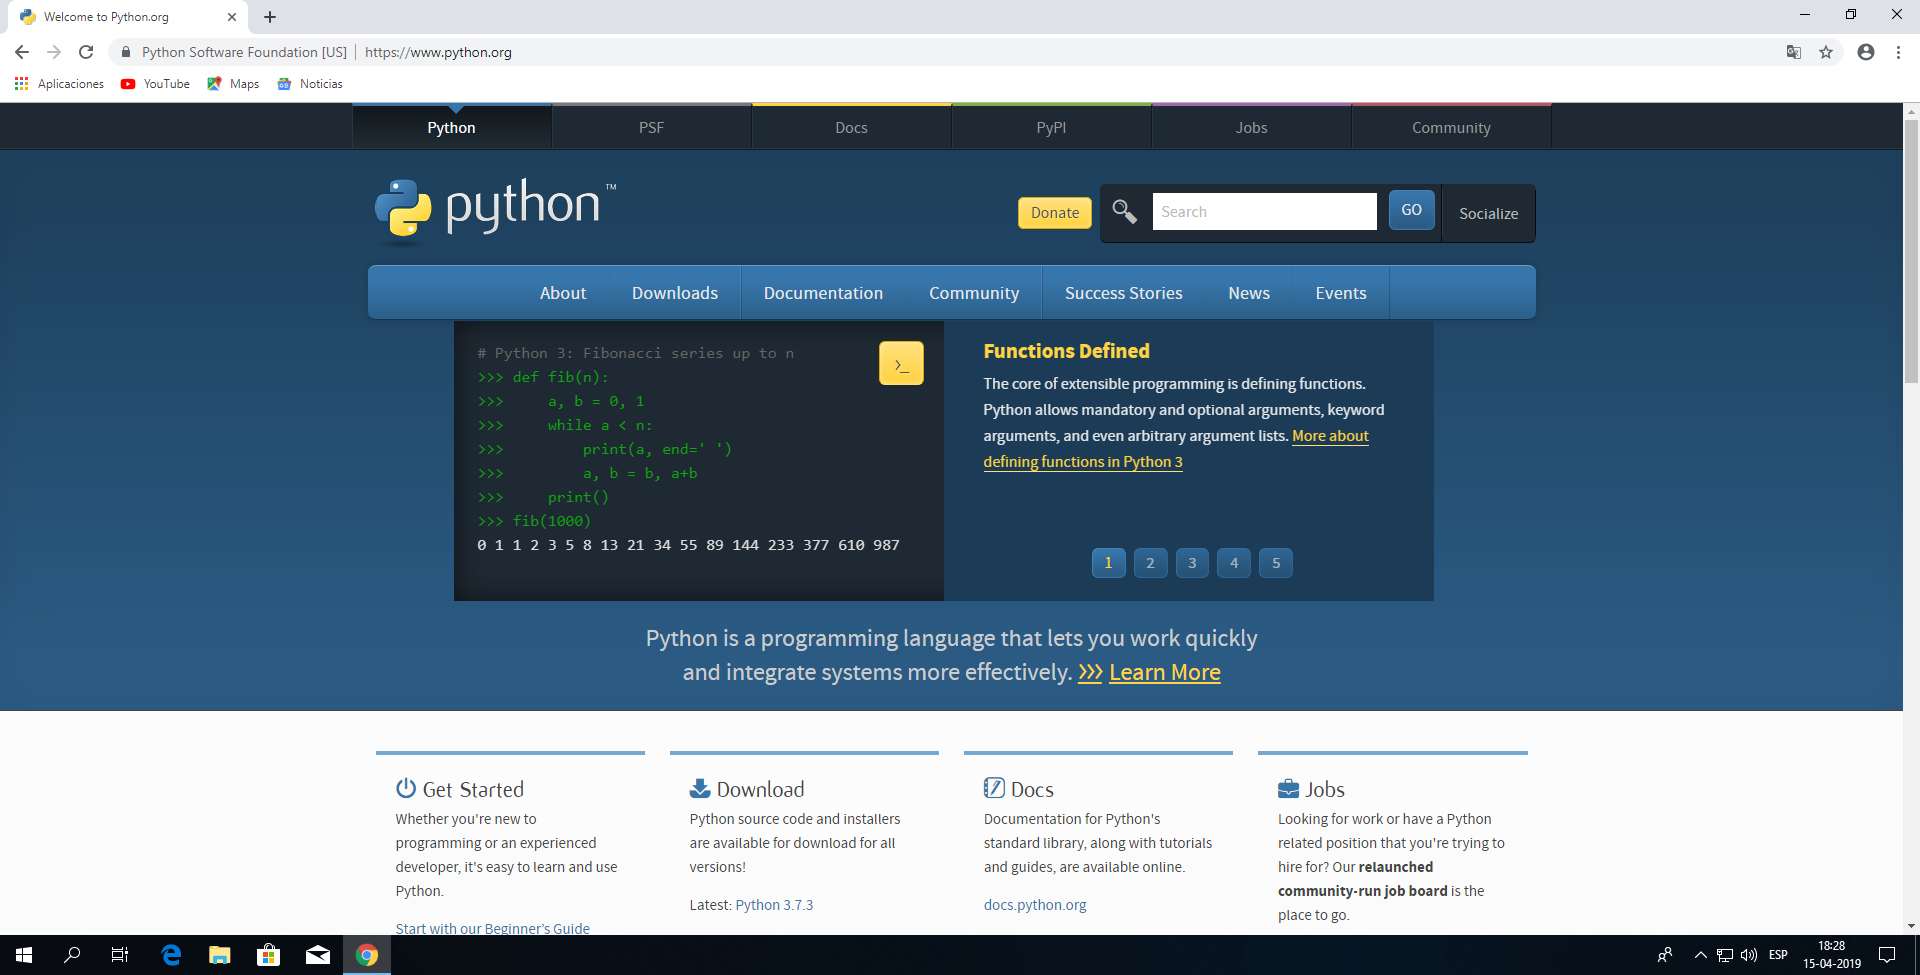 Welcome to Python.org
Python Software Foundation [US] | https://www.python.org
Aplicaciones YouTube Maps Noticias
Python PSF Docs PyPI Jobs Community
python™
Donate Search GO Socialize
About Downloads Documentation Community Success Stories News Events
# Python 3: Fibonacci series up to n
>>> def fib(n):
>>>     a, b = 0, 1
>>>     while a < n:
>>>         print(a, end=' ')
>>>         a, b = b, a+b
>>>     print()
>>> fib(1000)
0 1 1 2 3 5 8 13 21 34 55 89 144 233 377 610 987
>_
Functions Defined
The core of extensible programming is defining functions.
Python allows mandatory and optional arguments, keyword
arguments, and even arbitrary argument lists. More about
defining functions in Python 3
1 2 3 4 5
Python is a programming language that lets you work quickly
and integrate systems more effectively. >>> Learn More
Get Started
Whether you're new to
programming or an experienced
developer, it's easy to learn and use
Python.
Start with our Beginner's Guide
Download
Python source code and installers
are available for download for all
versions!
Latest: Python 3.7.3
Docs
Documentation for Python's
standard library, along with tutorials
and guides, are available online.
docs.python.org
Jobs
Looking for work or have a Python
related position that you're trying to
hire for? Our relaunched
community-run job board is the
place to go.
ESP
18:28
15-04-2019